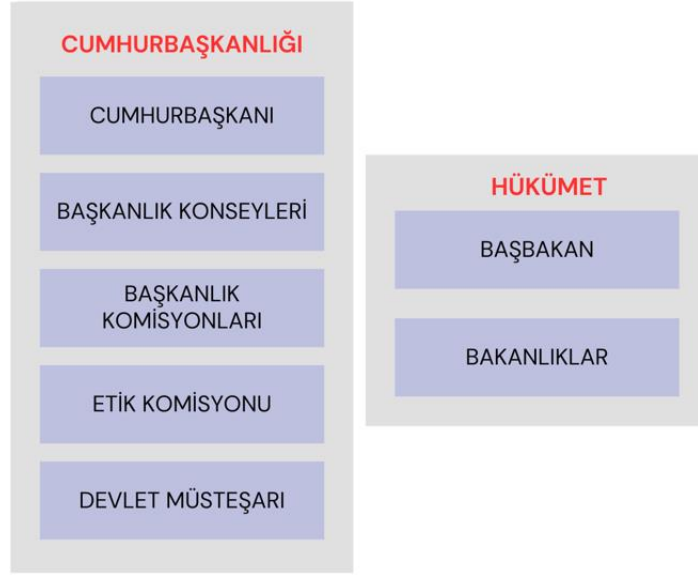 CUMHURBAŞKANLIĞI
CUMHURBAŞKANI
BAŞKANLIK KONSEYLERİ
BAŞKANLIK
KOMİSYONLARI
ETİK KOMİSYONU
DEVLET MÜSTEŞARI
HÜKÜMET
BAŞBAKAN
BAKANLIKLAR